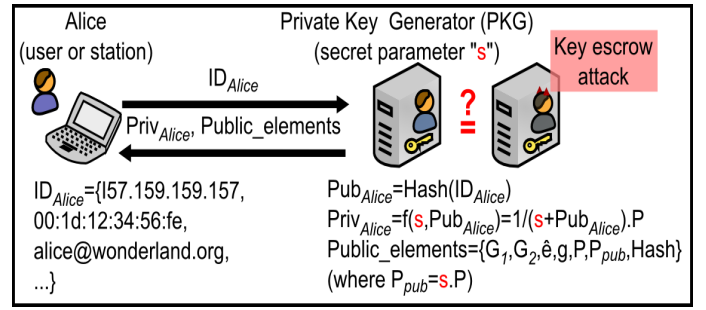 Alice
(user or station)
Private Key Generator (PKG)
(secret parameter "s")
Key escrow
attack
ID_Alice
Priv_Alice, Public_elements
?
=
ID_Alice={I57.159.159.157,
00:1d:12:34:56:fe,
alice@wonderland.org,
...}
Pub_Alice=Hash(ID_Alice)
Priv_Alice=f(s,Pub_Alice)=1/(s+Pub_Alice).P
Public_elements={G_1,G_2,ê,g,P,P_pub,Hash}
(where P_pub=s.P)